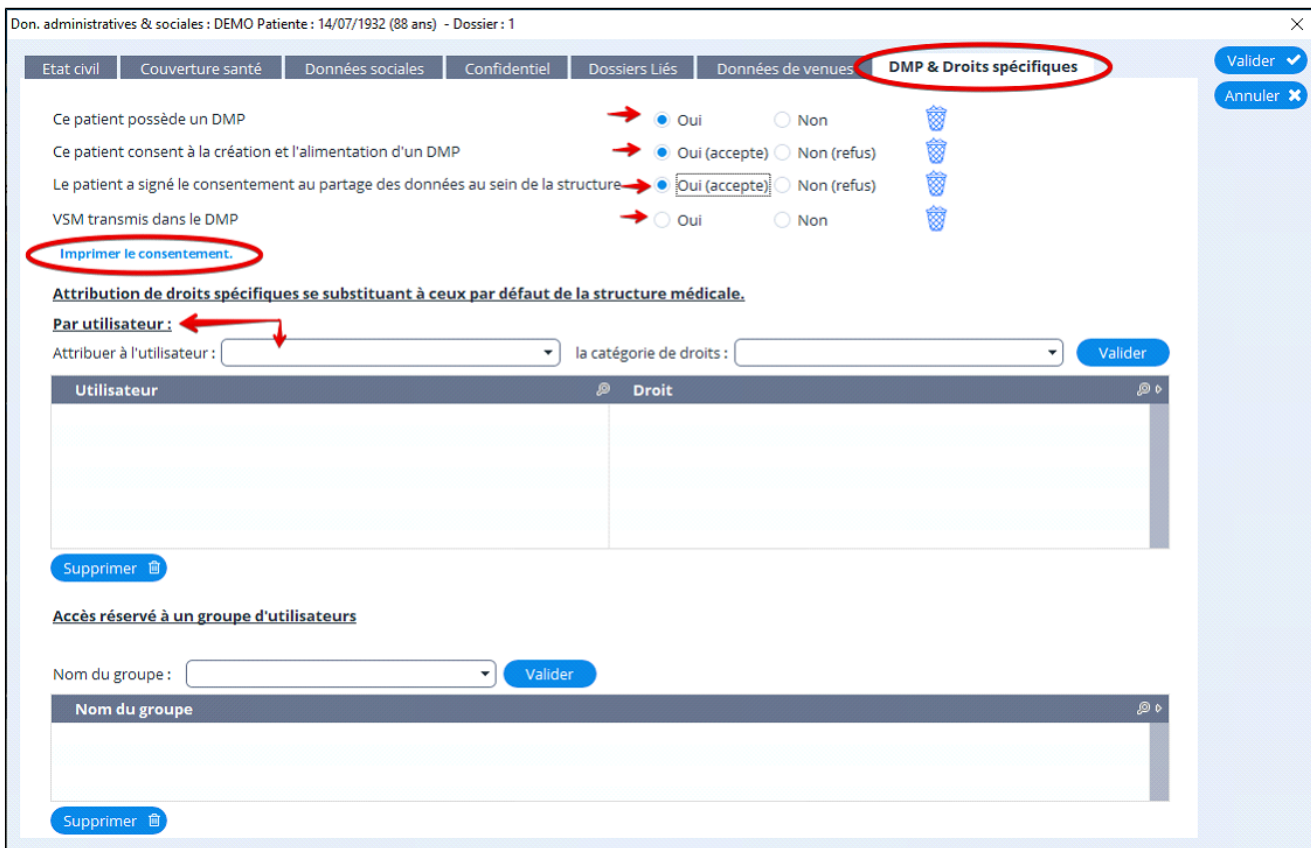 Don. administratives & sociales : DEMO Patiente : 14/07/1932 (88 ans) - Dossier : 1
Etat civil Couverture santé Données sociales Confidentiel Dossiers Liés Données de venues DMP & Droits spécifiques
Valider
Annuler
Ce patient possède un DMP Oui Non
Ce patient consent à la création et l'alimentation d'un DMP Oui (accepte) Non (refus)
Le patient a signé le consentement au partage des données au sein de la structure Oui (accepte) Non (refus)
VSM transmis dans le DMP Oui Non
Imprimer le consentement.
Attribution de droits spécifiques se substituant à ceux par défaut de la structure médicale.
Par utilisateur :
Attribuer à l'utilisateur : la catégorie de droits : Valider
Utilisateur Droit
Supprimer
Accès réservé à un groupe d'utilisateurs
Nom du groupe : Valider
Nom du groupe
Supprimer